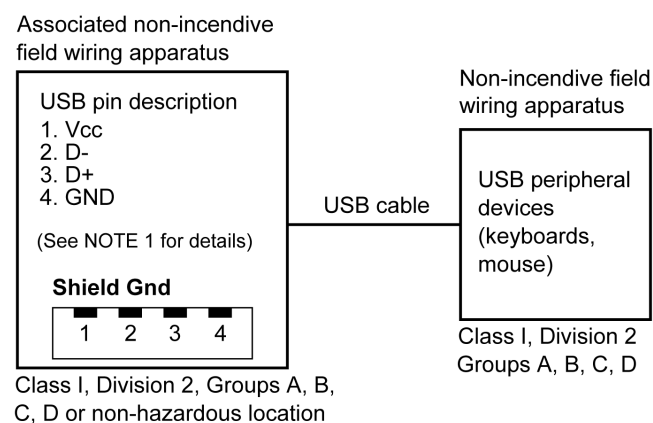 Associated non-incendive
field wiring apparatus
USB pin description
1. Vcc
2. D-
3. D+
4. GND
(See NOTE 1 for details)
Shield Gnd
1 2 3 4
Class I, Division 2, Groups A, B,
C, D or non-hazardous location
USB cable
Non-incendive field
wiring apparatus
USB peripheral
devices
(keyboards,
mouse)
Class I, Division 2
Groups A, B, C, D